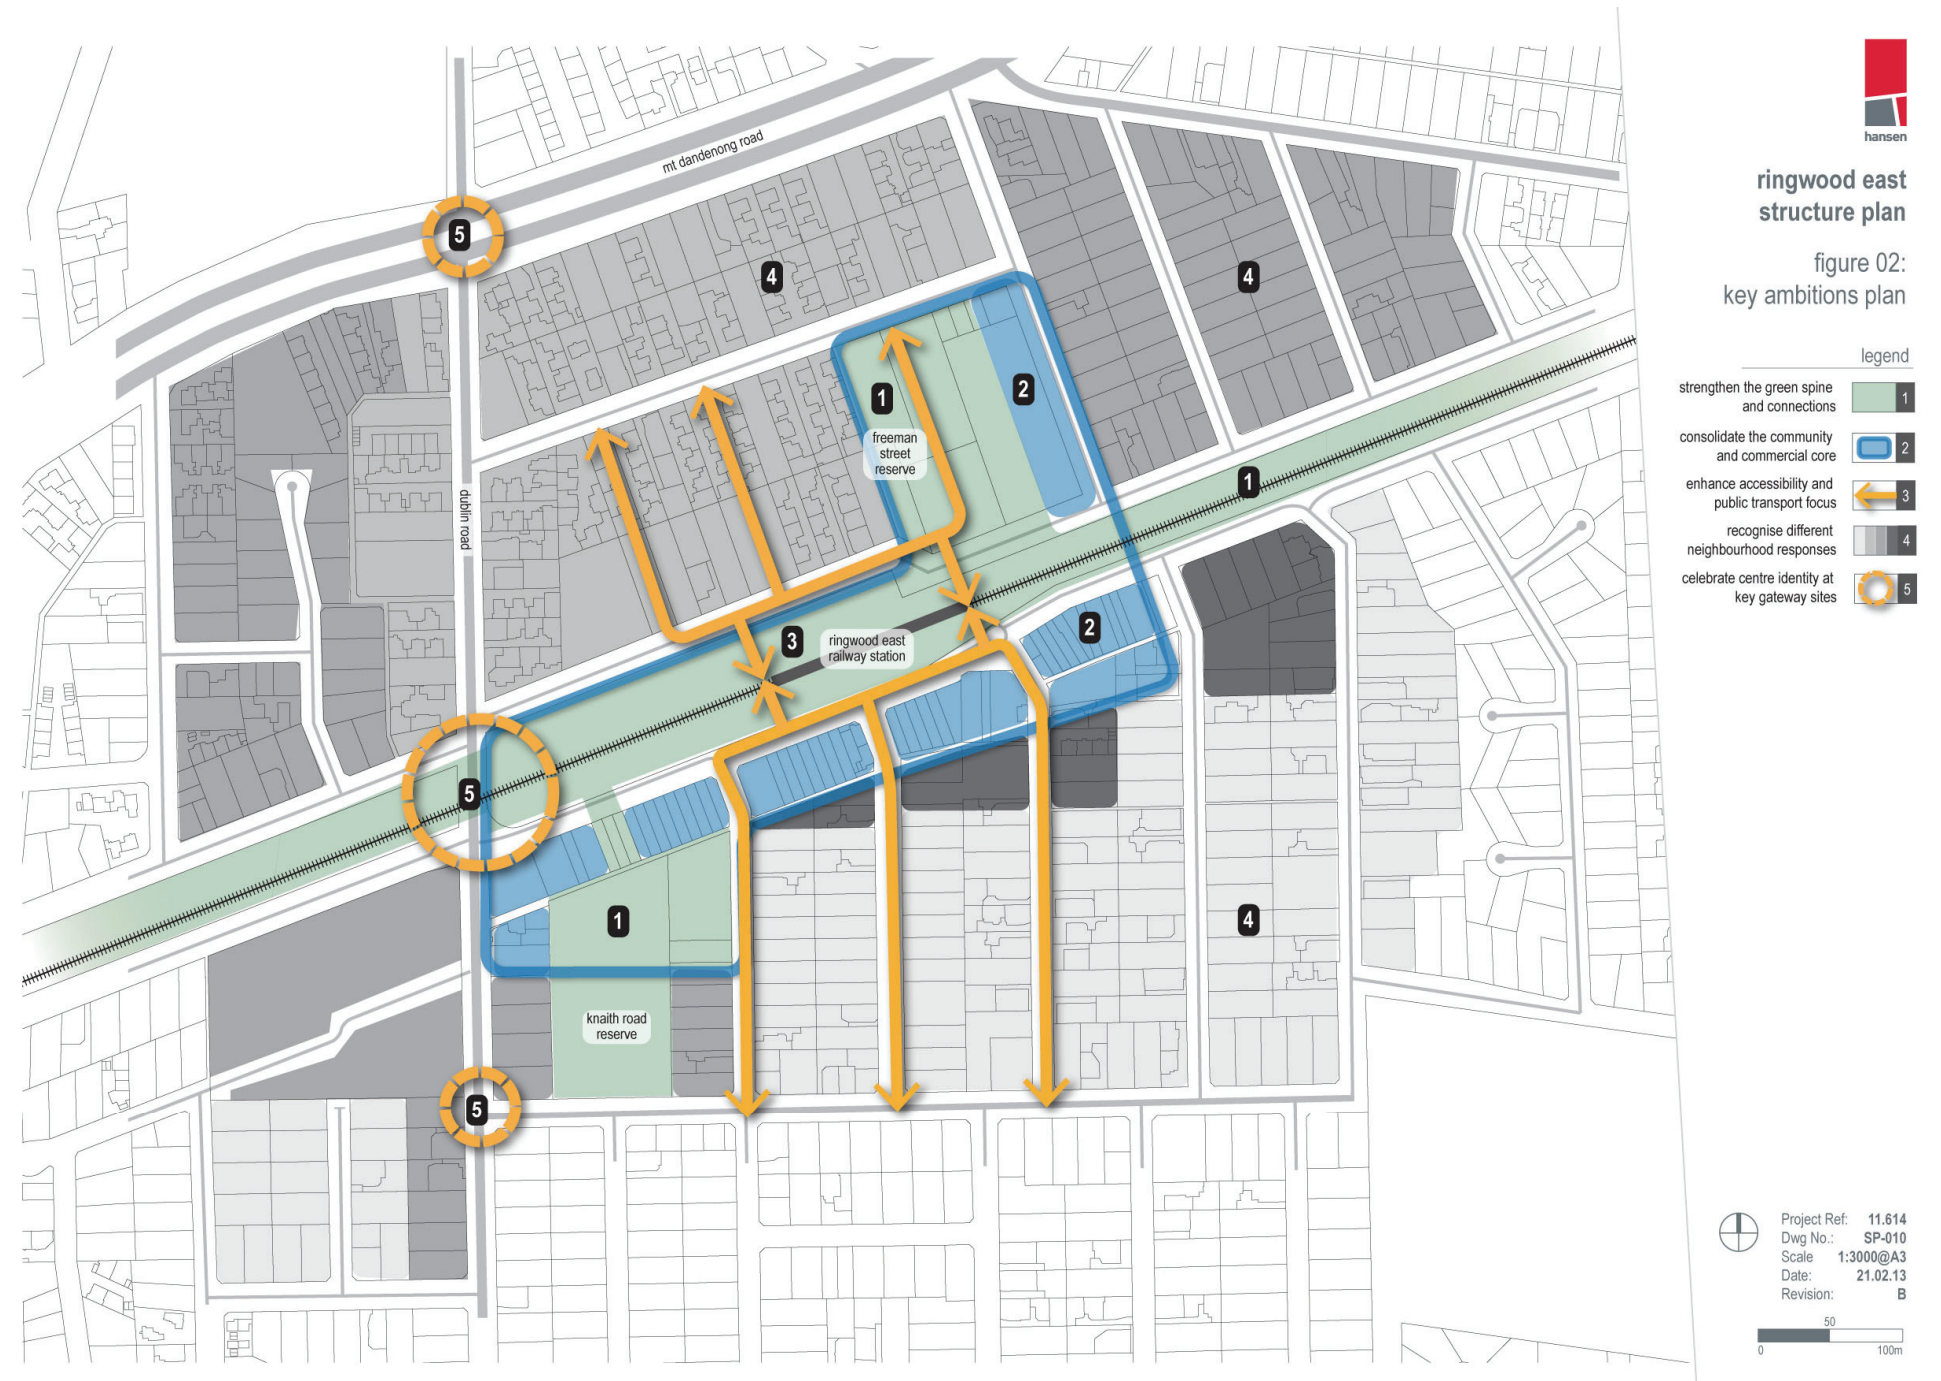 hansen
ringwood east
structure plan
figure 02:
key ambitions plan
legend
strengthen the green spine
and connections
1
consolidate the community
and commercial core
2
enhance accessibility and
public transport focus
3
recognise different
neighbourhood responses
4
celebrate centre identity at
key gateway sites
5
mt dandenong road
5
4
4
1
2
freeman
street
reserve
1
dublin road
3
ringwood east
railway station
2
5
1
4
knaith road
reserve
5
Project Ref: 11.614
Dwg No.: SP-010
Scale 1:3000@A3
Date: 21.02.13
Revision: B
50
0 100m